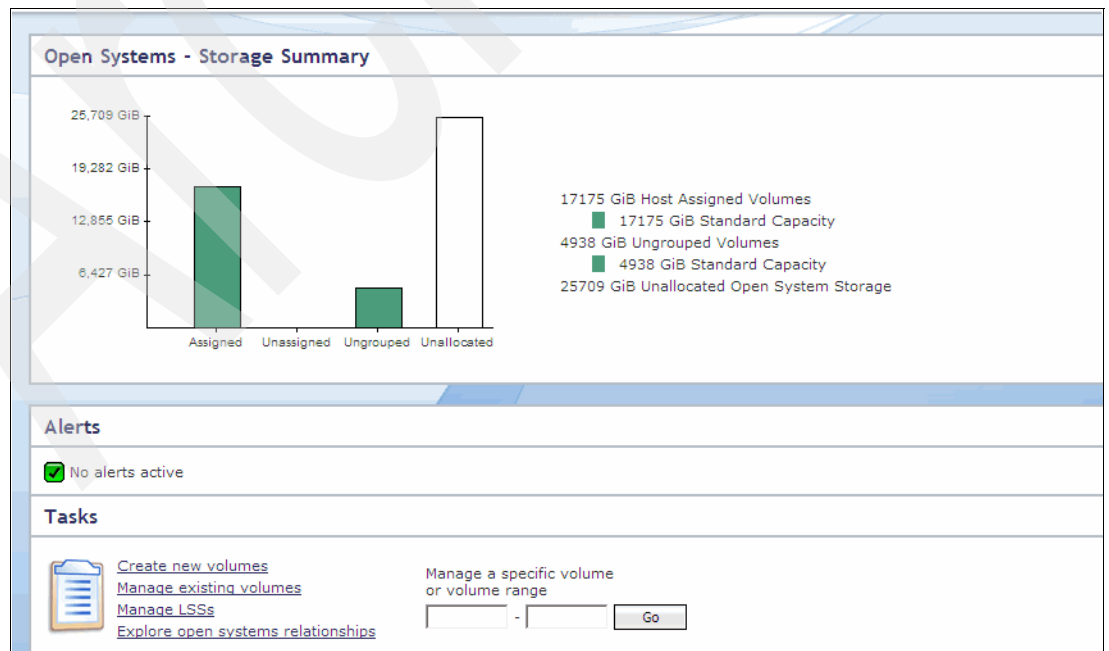 Open Systems - Storage Summary
25,709 GiB
19,282 GiB
12,855 GiB
6,427 GiB
Assigned Unassigned Ungrouped Unallocated
17175 GiB Host Assigned Volumes
17175 GiB Standard Capacity
4938 GiB Ungrouped Volumes
4938 GiB Standard Capacity
25709 GiB Unallocated Open System Storage
Alerts
No alerts active
Tasks
Create new volumes
Manage existing volumes
Manage LSSs
Explore open systems relationships
Manage a specific volume
or volume range
- Go